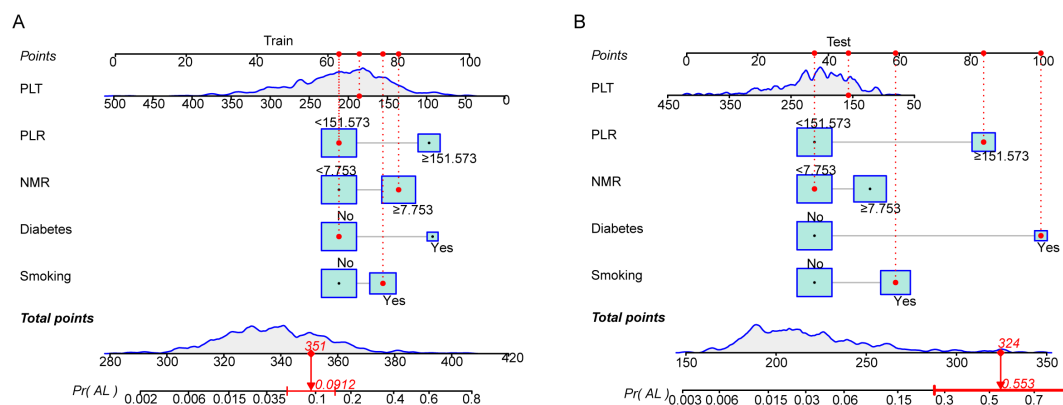 A
Train
Points
0 20 40 60 80 100
PLT
500 450 400 350 300 250 200 150 100 50 0
PLR
<151.573
≥151.573
NMR
<7.753
≥7.753
Diabetes
No
Yes
Smoking
No
Yes
Total points
351
280 300 320 340 360 380 400 420
Pr( AL )
0.0912
0.002 0.006 0.015 0.035 0.1 0.2 0.4 0.6 0.8
B
Test
Points
0 20 40 60 80 100
PLT
450 350 250 150 50
PLR
<151.573
≥151.573
NMR
<7.753
≥7.753
Diabetes
No
Yes
Smoking
No
Yes
Total points
324
150 200 250 300 350
Pr( AL )
0.553
0.003 0.006 0.015 0.03 0.06 0.15 0.3 0.5 0.7